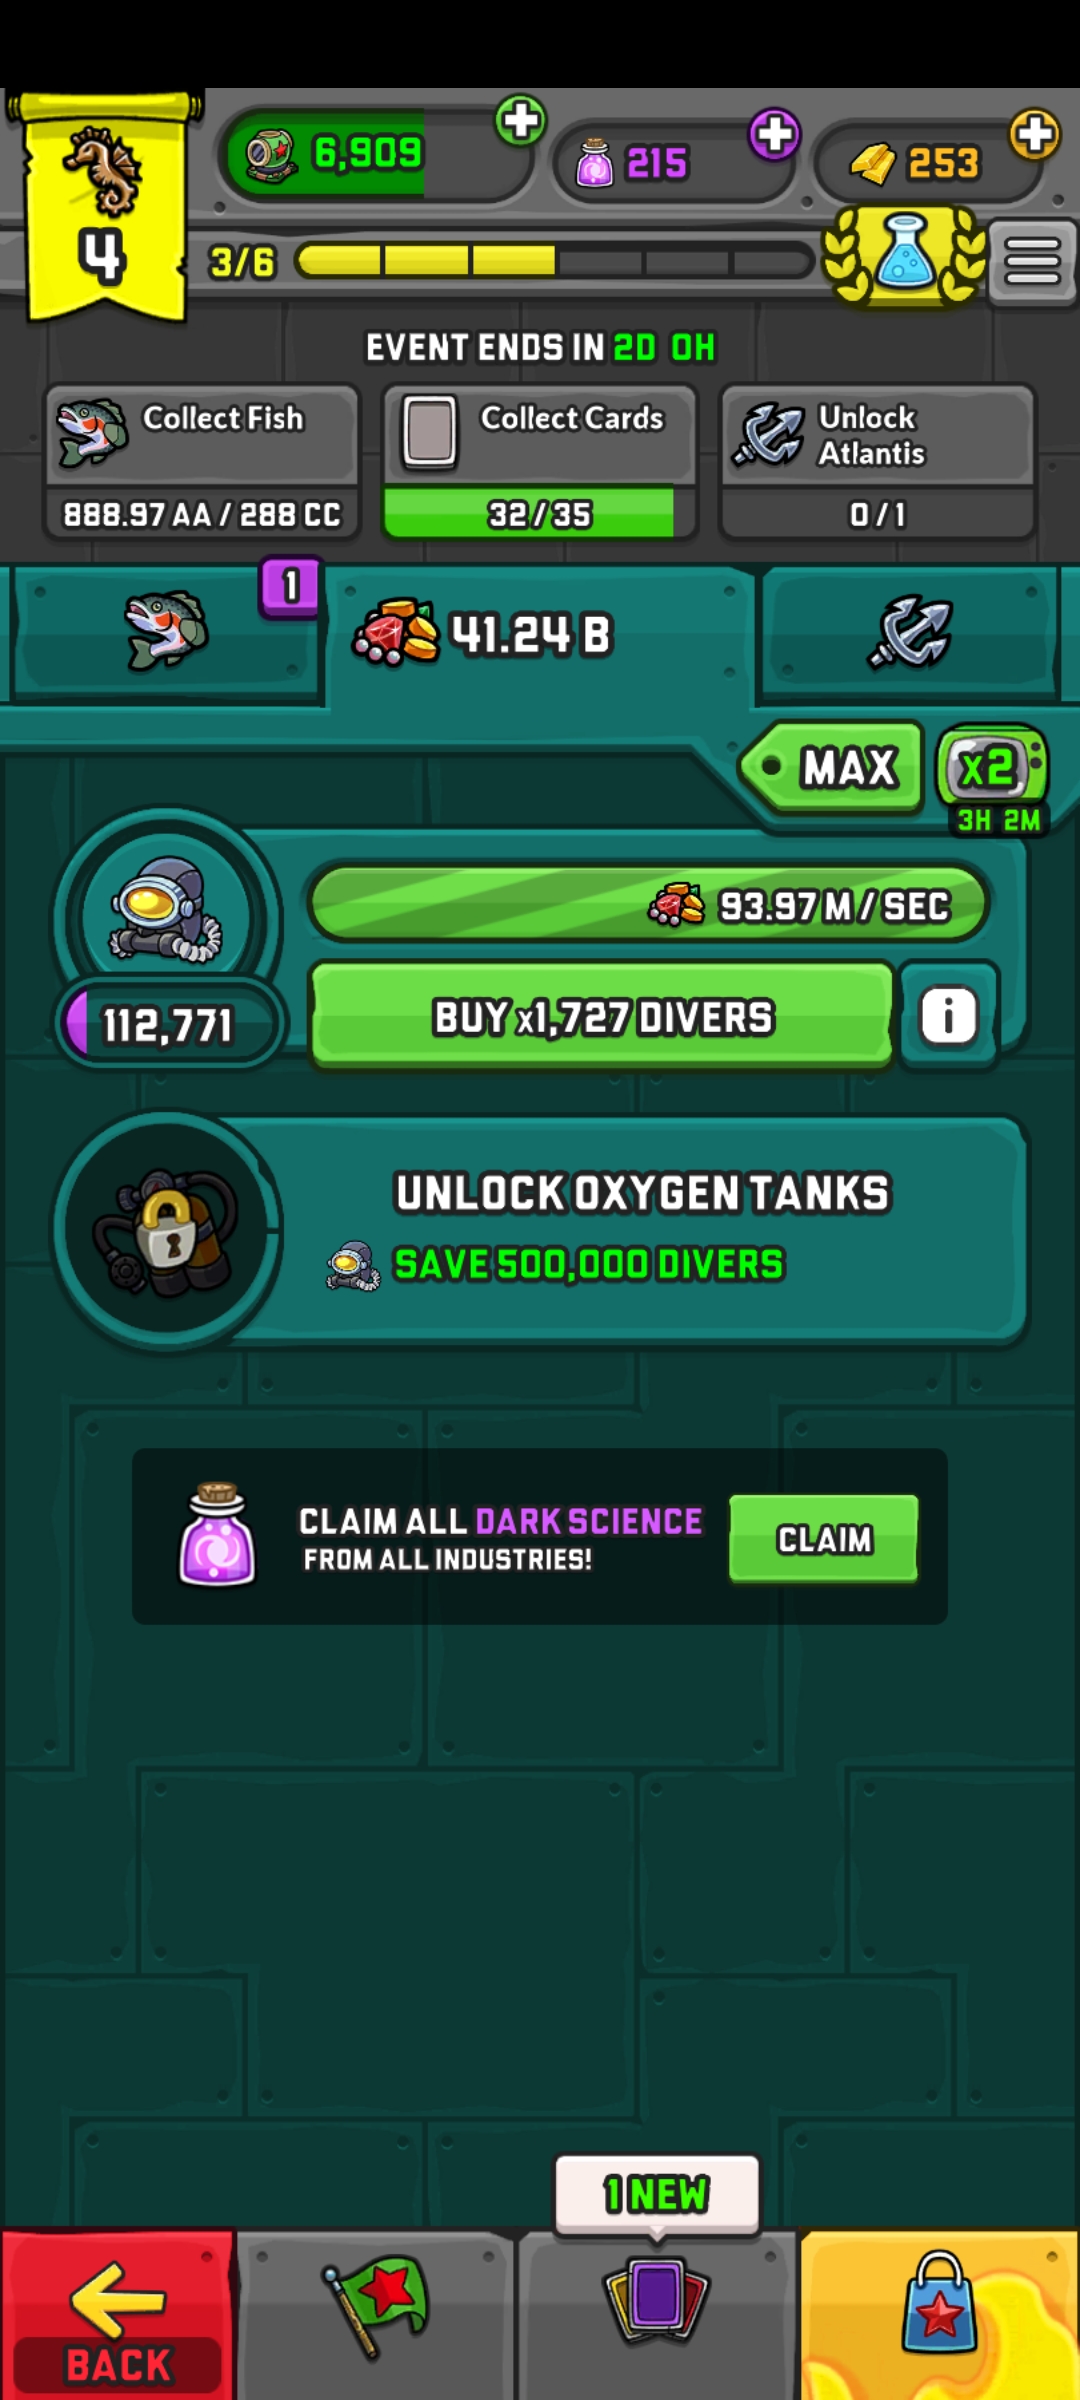 6,909
215
253
4
3/6
EVENT ENDS IN 2D 0H
Collect Fish
888.97 AA / 288 CC
Collect Cards
32/35
Unlock
Atlantis
0/1
1
41.24 B
MAX
x2
3H 2M
93.97 M / SEC
112,771
BUY x1,727 DIVERS
i
UNLOCK OXYGEN TANKS
SAVE 500,000 DIVERS
CLAIM ALL DARK SCIENCE
FROM ALL INDUSTRIES!
CLAIM
1 NEW
BACK